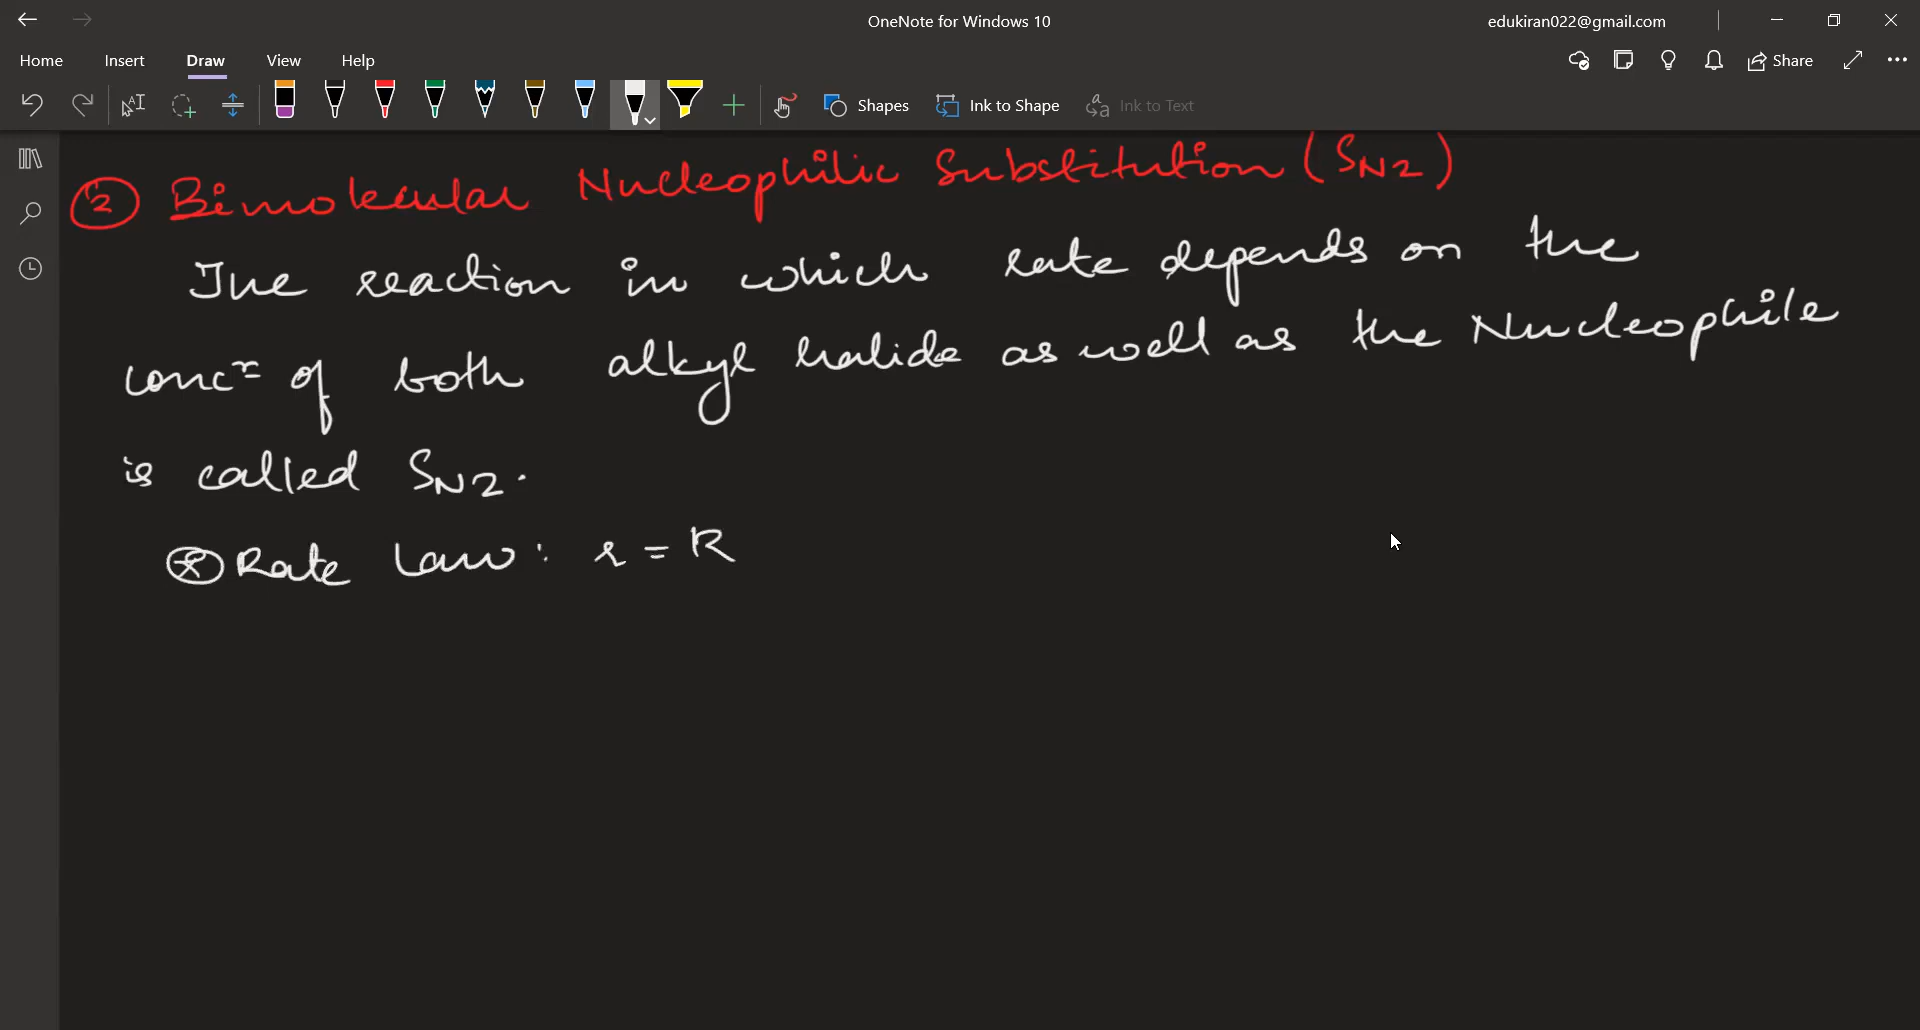 OneNote for Windows 10
edukiran022@gmail.com
Home Insert Draw View Help
Share
Shapes Ink to Shape Ink to Text
② Bimolecular Nucleophilic Substitution (SN2)
The reaction in which rate depends on the
concn of both alkyl halide as well as the Nucleophile
is called SN2.
Rate Law: r = R